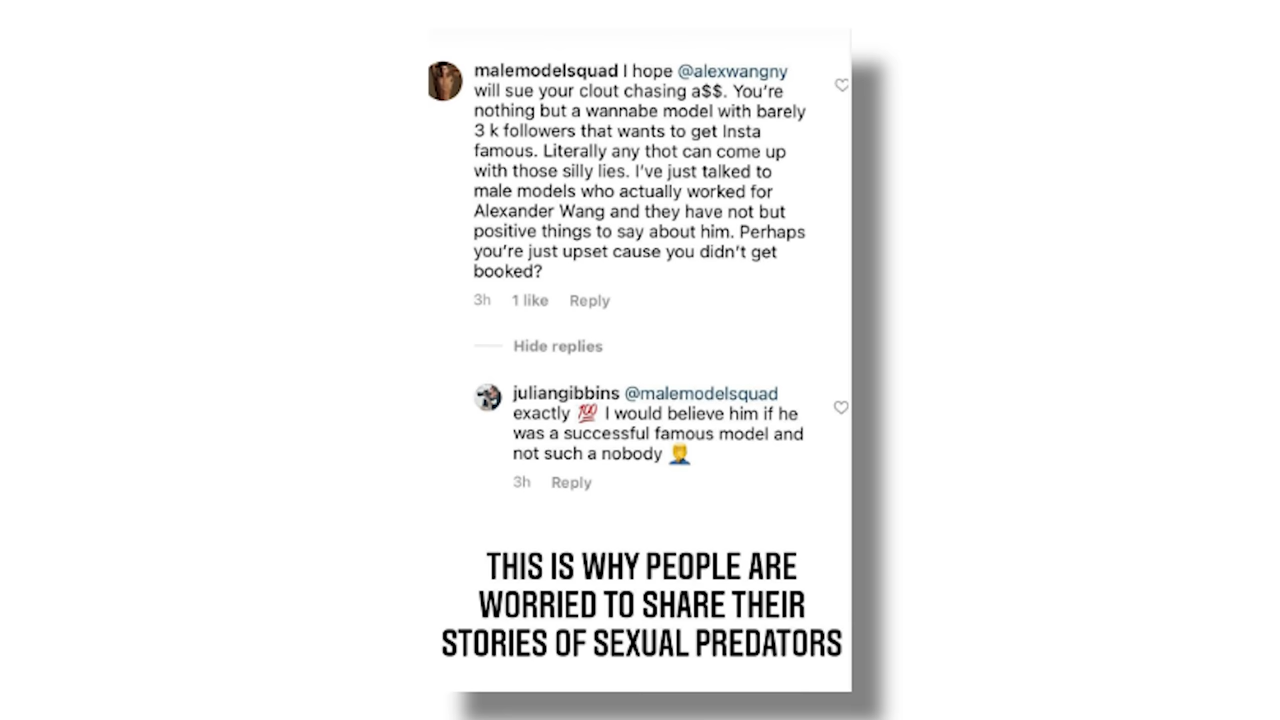 malemodelsquad I hope @alexwangny
will sue your clout chasing a$$. You're
nothing but a wannabe model with barely
3 k followers that wants to get Insta
famous. Literally any thot can come up
with those silly lies. I've just talked to
male models who actually worked for
Alexander Wang and they have not but
positive things to say about him. Perhaps
you're just upset cause you didn't get
booked?
3h 1 like Reply
Hide replies
juliangibbins @malemodelsquad
exactly 💯 I would believe him if he
was a successful famous model and
not such a nobody 🤦‍♂️
3h Reply
THIS IS WHY PEOPLE ARE
WORRIED TO SHARE THEIR
STORIES OF SEXUAL PREDATORS